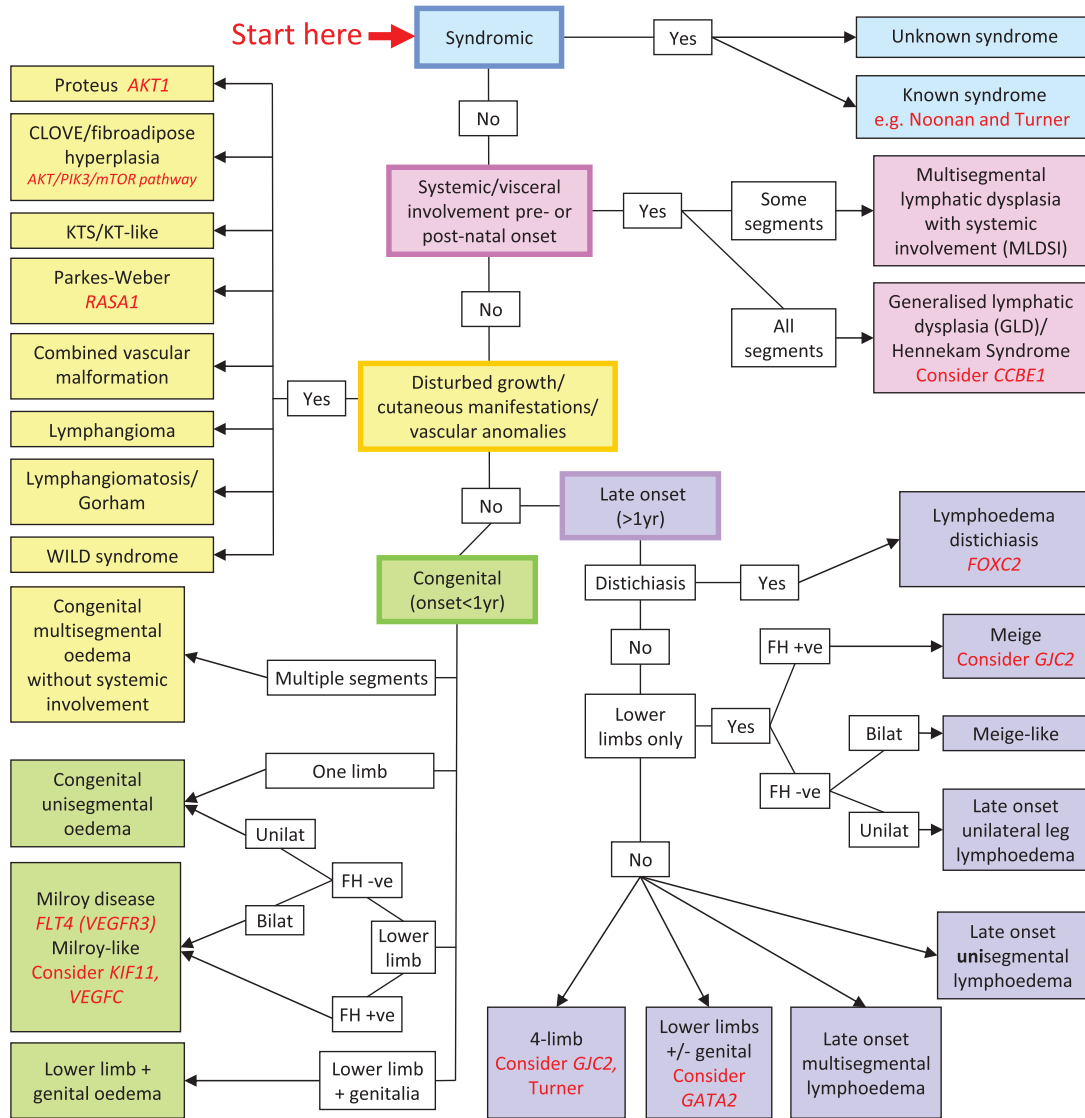 Start here
Syndromic
Yes
Unknown syndrome
Known syndrome
e.g. Noonan and Turner
No
Proteus AKT1
CLOVE/fibroadipose
hyperplasia
AKT/PIK3/mTOR pathway
KTS/KT-like
Parkes-Weber
RASA1
Combined vascular
malformation
Lymphangioma
Lymphangiomatosis/
Gorham
WILD syndrome
Systemic/visceral
involvement pre- or
post-natal onset
Yes
Some
segments
Multisegmental
lymphatic dysplasia
with systemic
involvement (MLDSI)
All
segments
Generalised lymphatic
dysplasia (GLD)/
Hennekam Syndrome
Consider CCBE1
No
Disturbed growth/
cutaneous manifestations/
vascular anomalies
Yes
No
Late onset
(>1yr)
Congenital
(onset<1yr)
Distichiasis
Yes
Lymphoedema
distichiasis
FOXC2
No
Lower
limbs only
Yes
FH +ve
Meige
Consider GJC2
FH -ve
Bilat
Meige-like
Unilat
Late onset
unilateral leg
lymphoedema
No
Late onset
unisegmental
lymphoedema
4-limb
Consider GJC2,
Turner
Lower limbs
+/- genital
Consider
GATA2
Late onset
multisegmental
lymphoedema
Congenital
multisegmental
oedema
without systemic
involvement
Multiple segments
Congenital
unisegmental
oedema
One limb
Unilat
FH -ve
Bilat
Lower
limb
FH +ve
Milroy disease
FLT4 (VEGFR3)
Milroy-like
Consider KIF11,
VEGFC
Lower limb +
genital oedema
Lower limb
+ genitalia